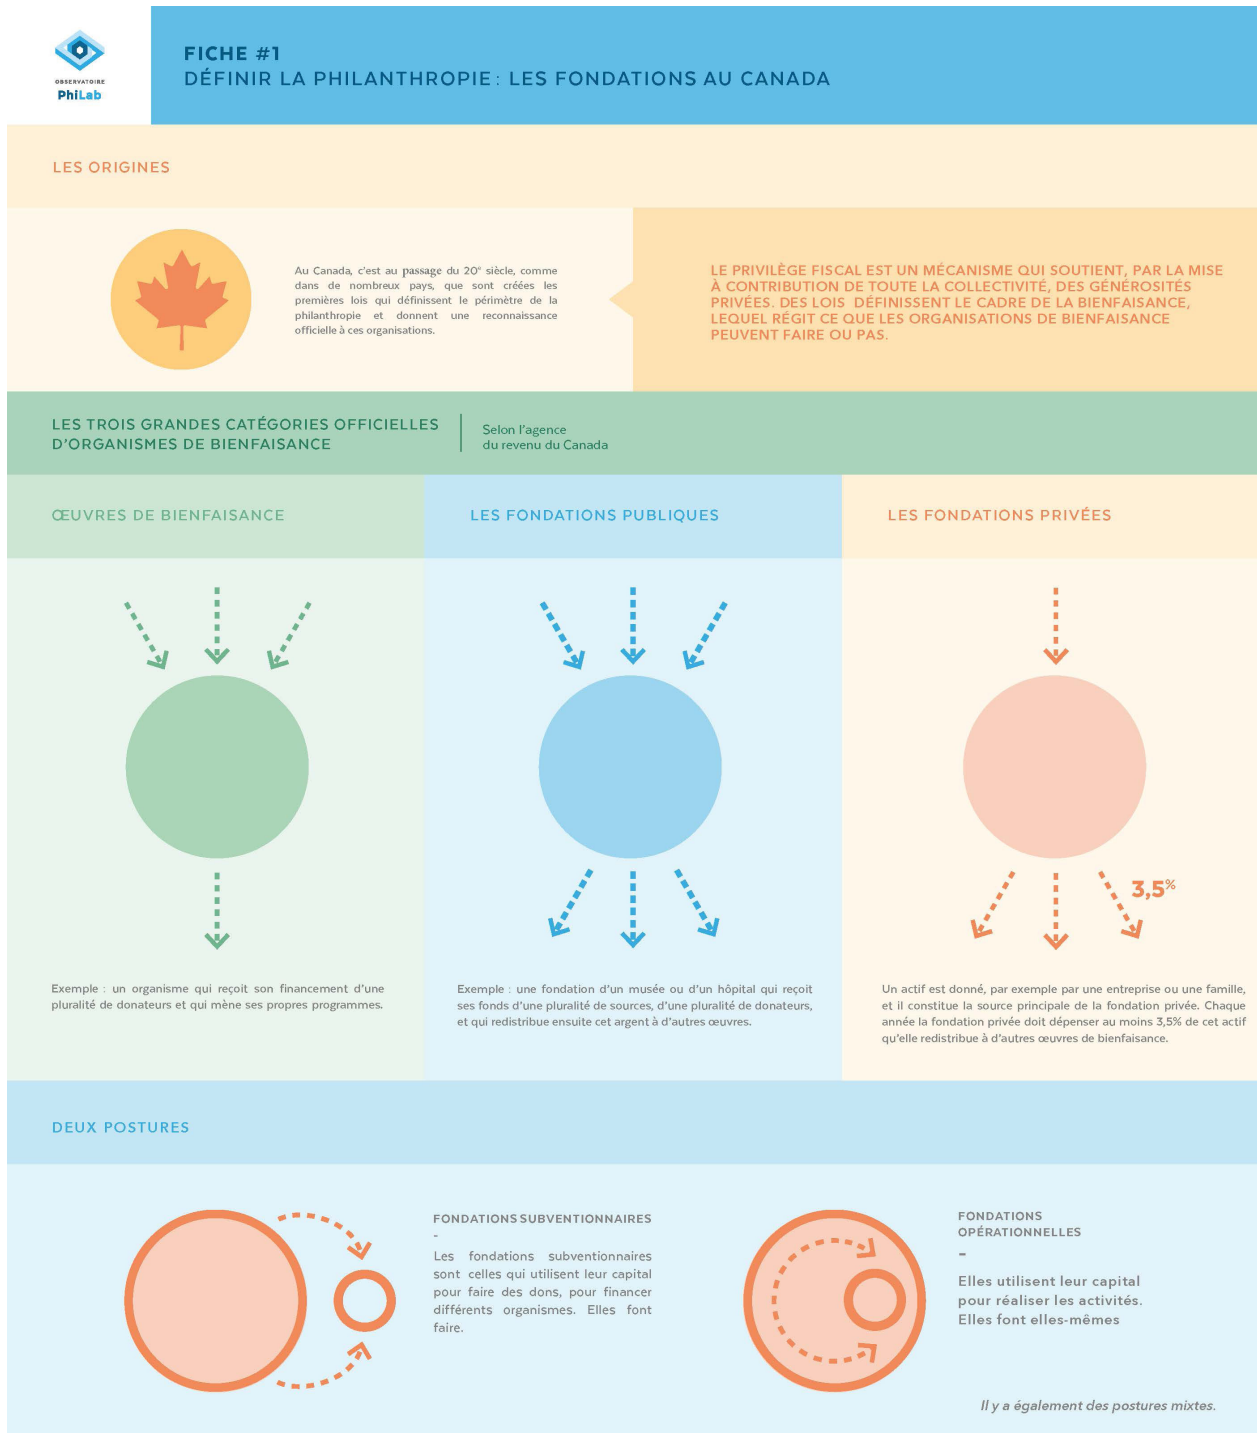 OBSERVATOIRE
PhiLab
FICHE #1
DÉFINIR LA PHILANTHROPIE : LES FONDATIONS AU CANADA
LES ORIGINES
Au Canada, c'est au passage du 20e siècle, comme
dans de nombreux pays, que sont créées les
premières lois qui définissent le périmètre de la
philanthropie et donnent une reconnaissance
officielle à ces organisations.
LE PRIVILÈGE FISCAL EST UN MÉCANISME QUI SOUTIENT, PAR LA MISE
À CONTRIBUTION DE TOUTE LA COLLECTIVITÉ, DES GÉNÉROSITÉS
PRIVÉES. DES LOIS DÉFINISSENT LE CADRE DE LA BIENFAISANCE,
LEQUEL RÉGIT CE QUE LES ORGANISATIONS DE BIENFAISANCE
PEUVENT FAIRE OU PAS.
LES TROIS GRANDES CATÉGORIES OFFICIELLES
D'ORGANISMES DE BIENFAISANCE
Selon l'agence
du revenu du Canada
ŒUVRES DE BIENFAISANCE
LES FONDATIONS PUBLIQUES
LES FONDATIONS PRIVÉES
3,5%
Exemple : un organisme qui reçoit son financement d'une
pluralité de donateurs et qui mène ses propres programmes.
Exemple : une fondation d'un musée ou d'un hôpital qui reçoit
ses fonds d'une pluralité de sources, d'une pluralité de donateurs,
et qui redistribue ensuite cet argent à d'autres œuvres.
Un actif est donné, par exemple par une entreprise ou une famille,
et il constitue la source principale de la fondation privée. Chaque
année la fondation privée doit dépenser au moins 3,5% de cet actif
qu'elle redistribue à d'autres œuvres de bienfaisance.
DEUX POSTURES
FONDATIONS SUBVENTIONNAIRES
-
Les fondations subventionnaires
sont celles qui utilisent leur capital
pour faire des dons, pour financer
différents organismes. Elles font
faire.
FONDATIONS
OPÉRATIONNELLES
-
Elles utilisent leur capital
pour réaliser les activités.
Elles font elles-mêmes
Il y a également des postures mixtes.